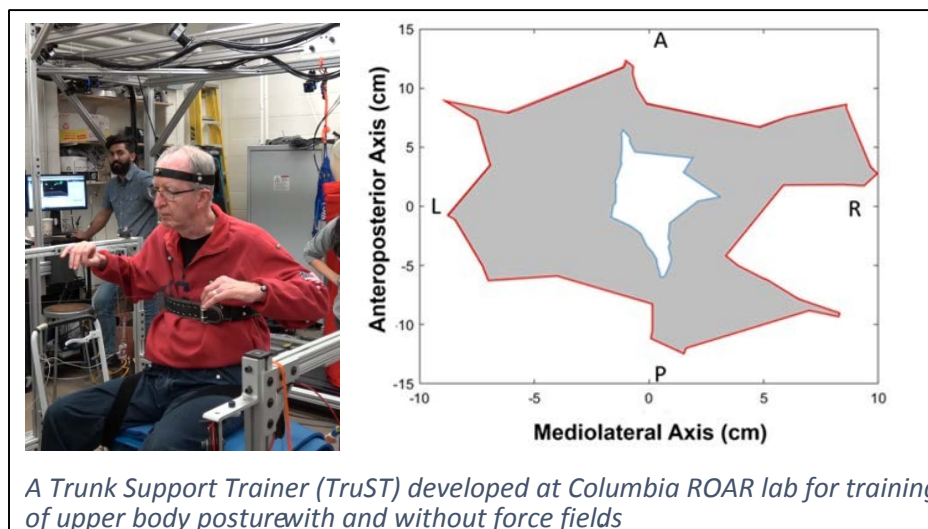 15
10
5
0
-5
-10
-15
Anteroposterior Axis (cm)
A
L
R
P
-10
-5
0
5
10
Mediolateral Axis (cm)
A Trunk Support Trainer (TruST) developed at Columbia ROAR lab for training
of upper body posturewith and without force fields